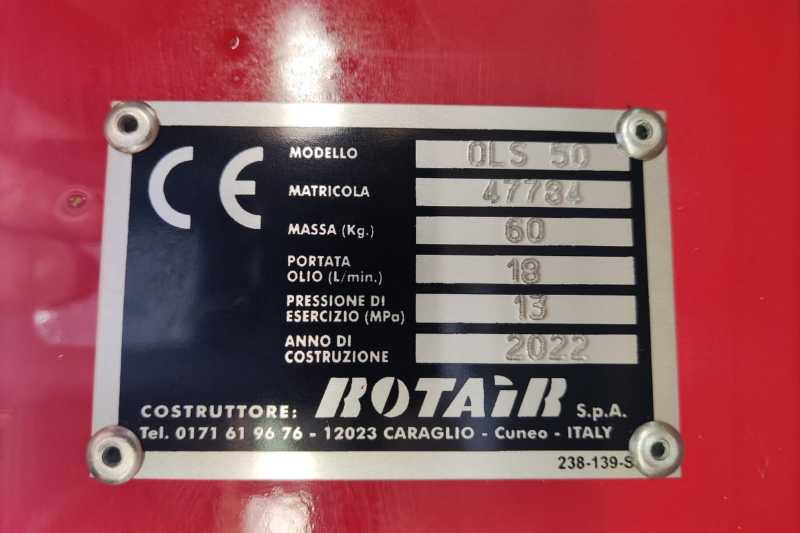 CE
MODELLO OLS 50
MATRICOLA 47784
MASSA (Kg.) 60
PORTATA
OLIO (L/min.) 18
PRESSIONE DI
ESERCIZIO (MPa) 13
ANNO DI
COSTRUZIONE 2022
COSTRUTTORE: ROTAIR S.p.A.
Tel. 0171 61 96 76 - 12023 CARAGLIO - Cuneo - ITALY
238-139-S